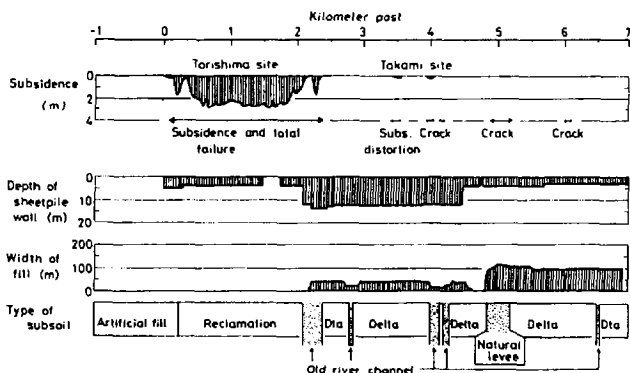 Kilometer post
-1 0 1 2 3 4 5 6 7
Torishima site Takami site
Subsidence (m)
0
2
4
Subsidence and total failure
Subs. distortion
Crack
Crack
Crack
Depth of sheetpile wall (m)
0
10
20
Width of fill (m)
200
100
0
Type of subsoil
Artificial fill Reclamation Dta Delta Delta Delta Dta
Natural levee
Old river channel